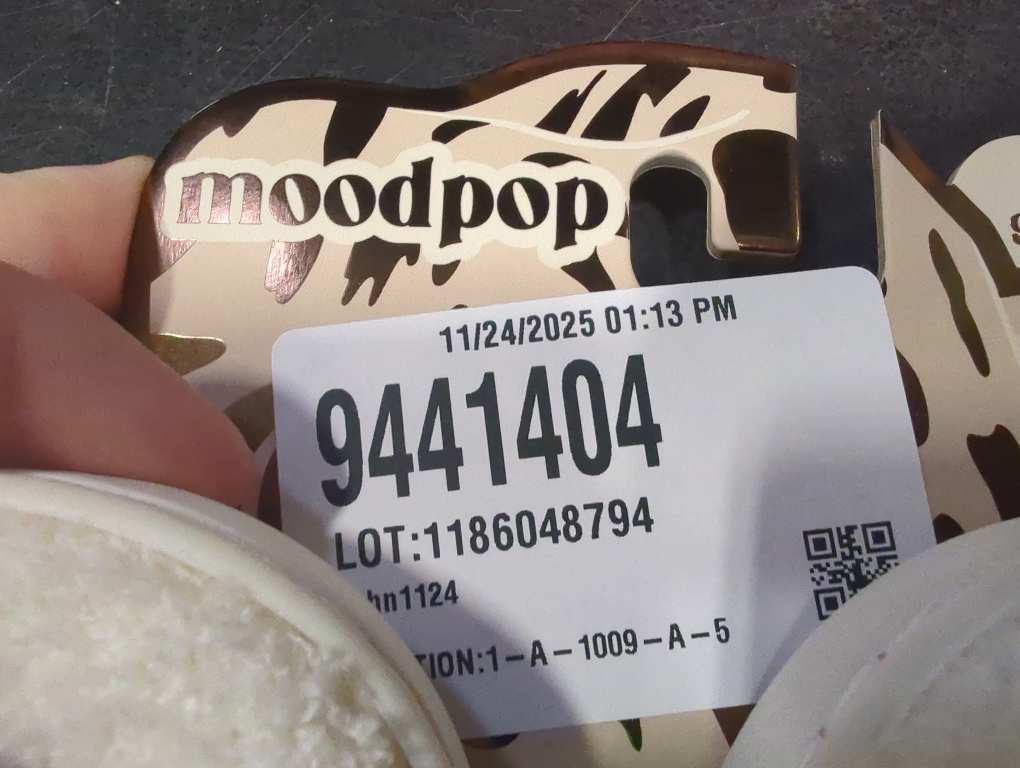 moodpop
11/24/2025 01:13 PM
9441404
LOT:1186048794
hn1124
TION:1-A-1009-A-5